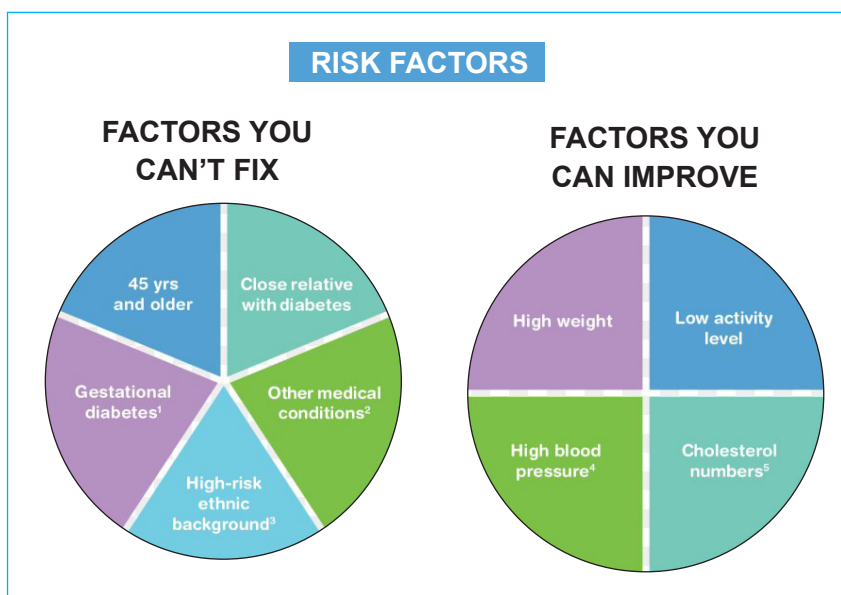 RISK FACTORS
FACTORS YOU
CAN'T FIX
45 yrs
and older
Close relative
with diabetes
Gestational
diabetes¹
Other medical
conditions²
High-risk
ethnic
background³
FACTORS YOU
CAN IMPROVE
High weight
Low activity
level
High blood
pressure⁴
Cholesterol
numbers⁵